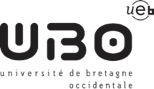 ueb
UBO
université de bretagne
occidentale